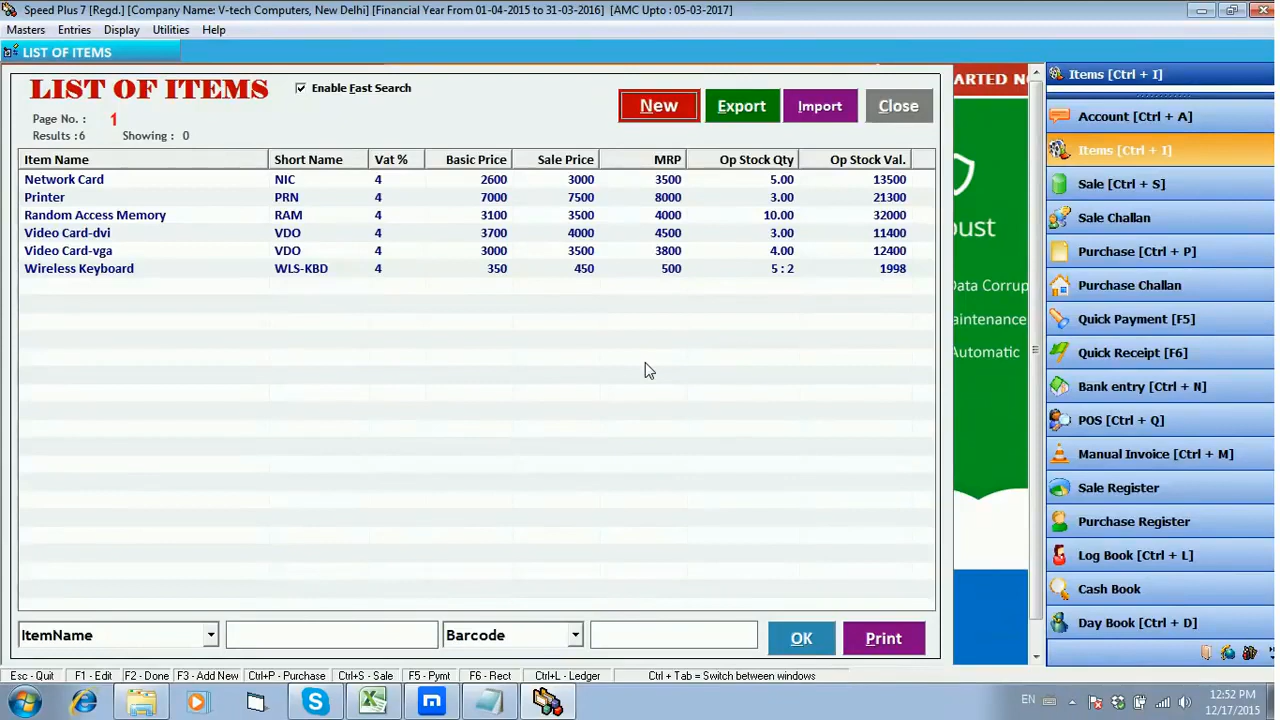 Speed Plus 7 [Regd.] [Company Name: V-tech Computers, New Delhi] [Financial Year From 01-04-2015 to 31-03-2016] [AMC Upto : 05-03-2017]
Masters Entries Display Utilities Help
LIST OF ITEMS
LIST OF ITEMS
Enable Fast Search
New Export Import Close
Page No. : 1
Results :6 Showing : 0
Item Name Short Name Vat % Basic Price Sale Price MRP Op Stock Qty Op Stock Val.
Network Card NIC 4 2600 3000 3500 5.00 13500
Printer PRN 4 7000 7500 8000 3.00 21300
Random Access Memory RAM 4 3100 3500 4000 10.00 32000
Video Card-dvi VDO 4 3700 4000 4500 3.00 11400
Video Card-vga VDO 4 3000 3500 3800 4.00 12400
Wireless Keyboard WLS-KBD 4 350 450 500 5 : 2 1998
ItemName Barcode OK Print
ARTED NO
oust
Data Corrup
aintenance
Automatic
Items [Ctrl + I]
Account [Ctrl + A]
Items [Ctrl + I]
Sale [Ctrl + S]
Sale Challan
Purchase [Ctrl + P]
Purchase Challan
Quick Payment [F5]
Quick Receipt [F6]
Bank entry [Ctrl + N]
POS [Ctrl + Q]
Manual Invoice [Ctrl + M]
Sale Register
Purchase Register
Log Book [Ctrl + L]
Cash Book
Day Book [Ctrl + D]
Esc - Quit F1 - Edit F2 - Done F3 - Add New Ctrl+P - Purchase Ctrl+S - Sale F5 - Pymt F6 - Rect Ctrl+L - Ledger Ctrl + Tab = Switch between windows
EN 12:52 PM
12/17/2015